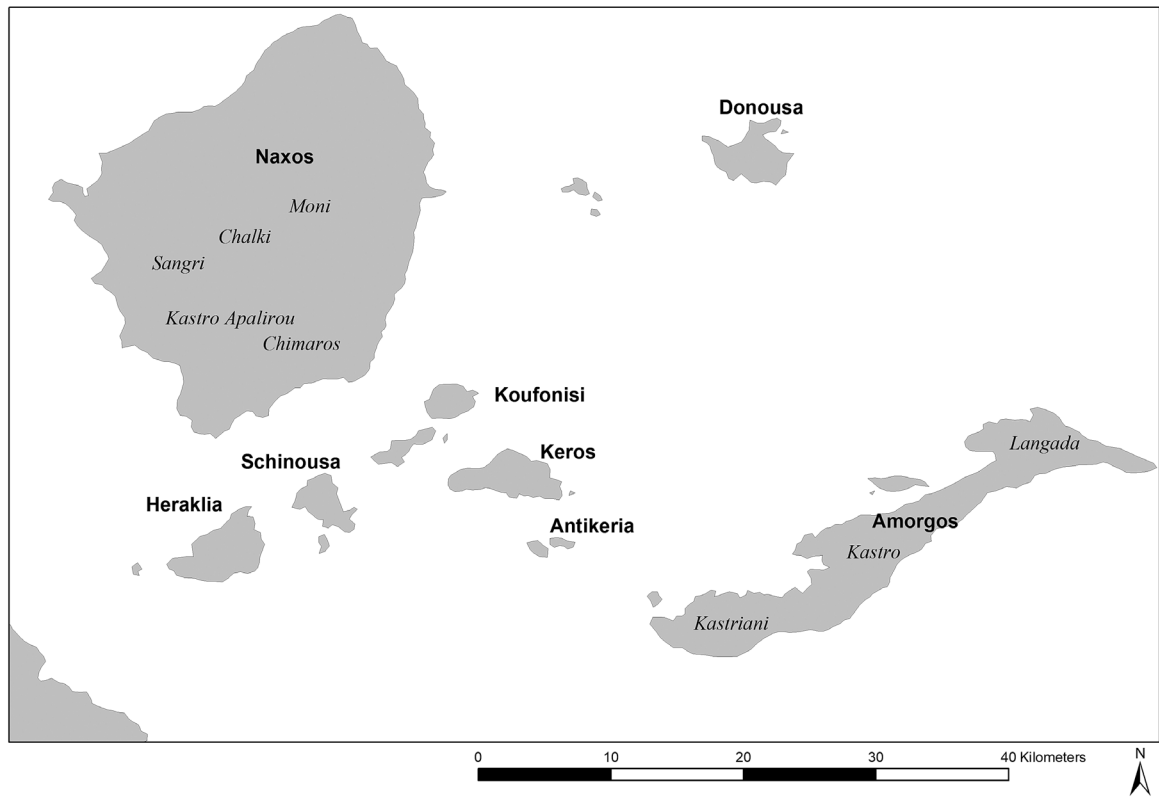 Donousa
Naxos
Moni
Chalki
Sangri
Kastro Apalirou
Chimaros
Koufonisi
Langada
Keros
Schinousa
Heraklia
Amorgos
Antikeria
Kastro
Kastriani
0 10 20 30 40 Kilometers
N